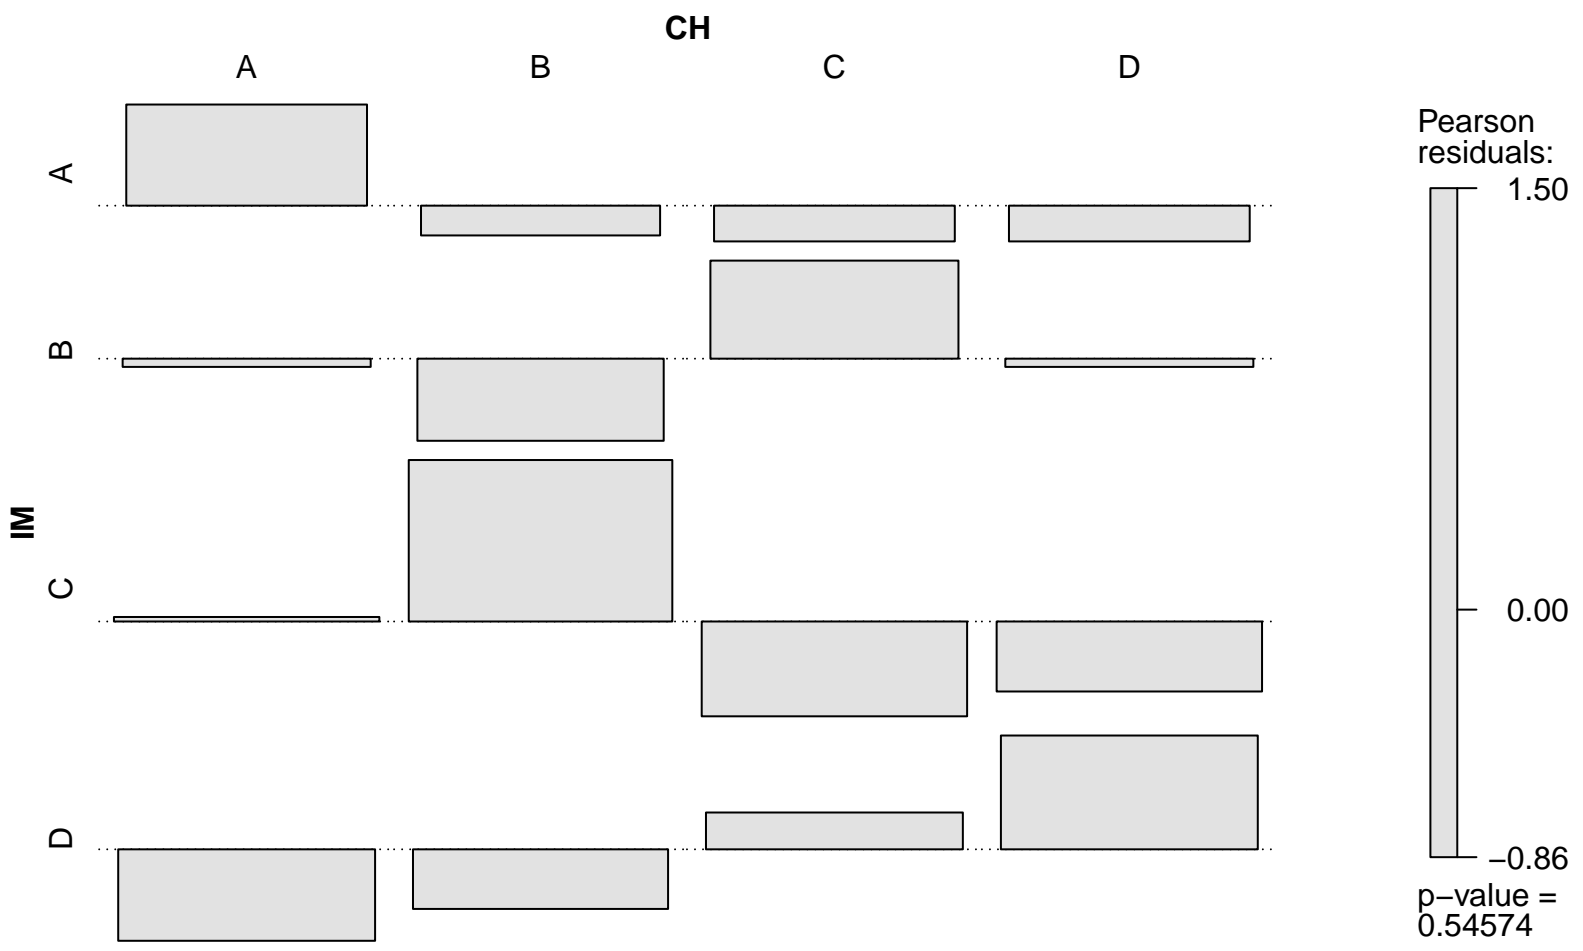 CH
A B C D
A
B
C
D
IM
Pearson
residuals:
1.50
0.00
−0.86
p−value =
0.54574